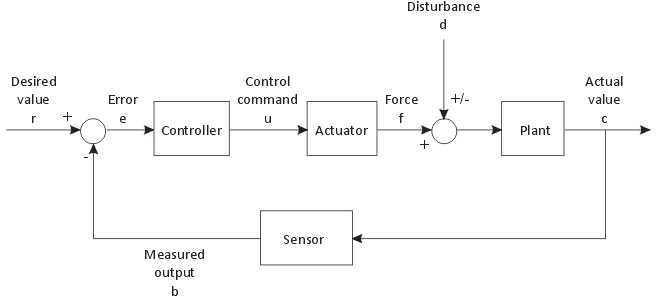 Disturbance
d
Desired
value
r
+
Error
e
Controller
Control
command
u
Actuator
Force
f
+
+/-
Plant
Actual
value
c
-
Sensor
Measured
output
b